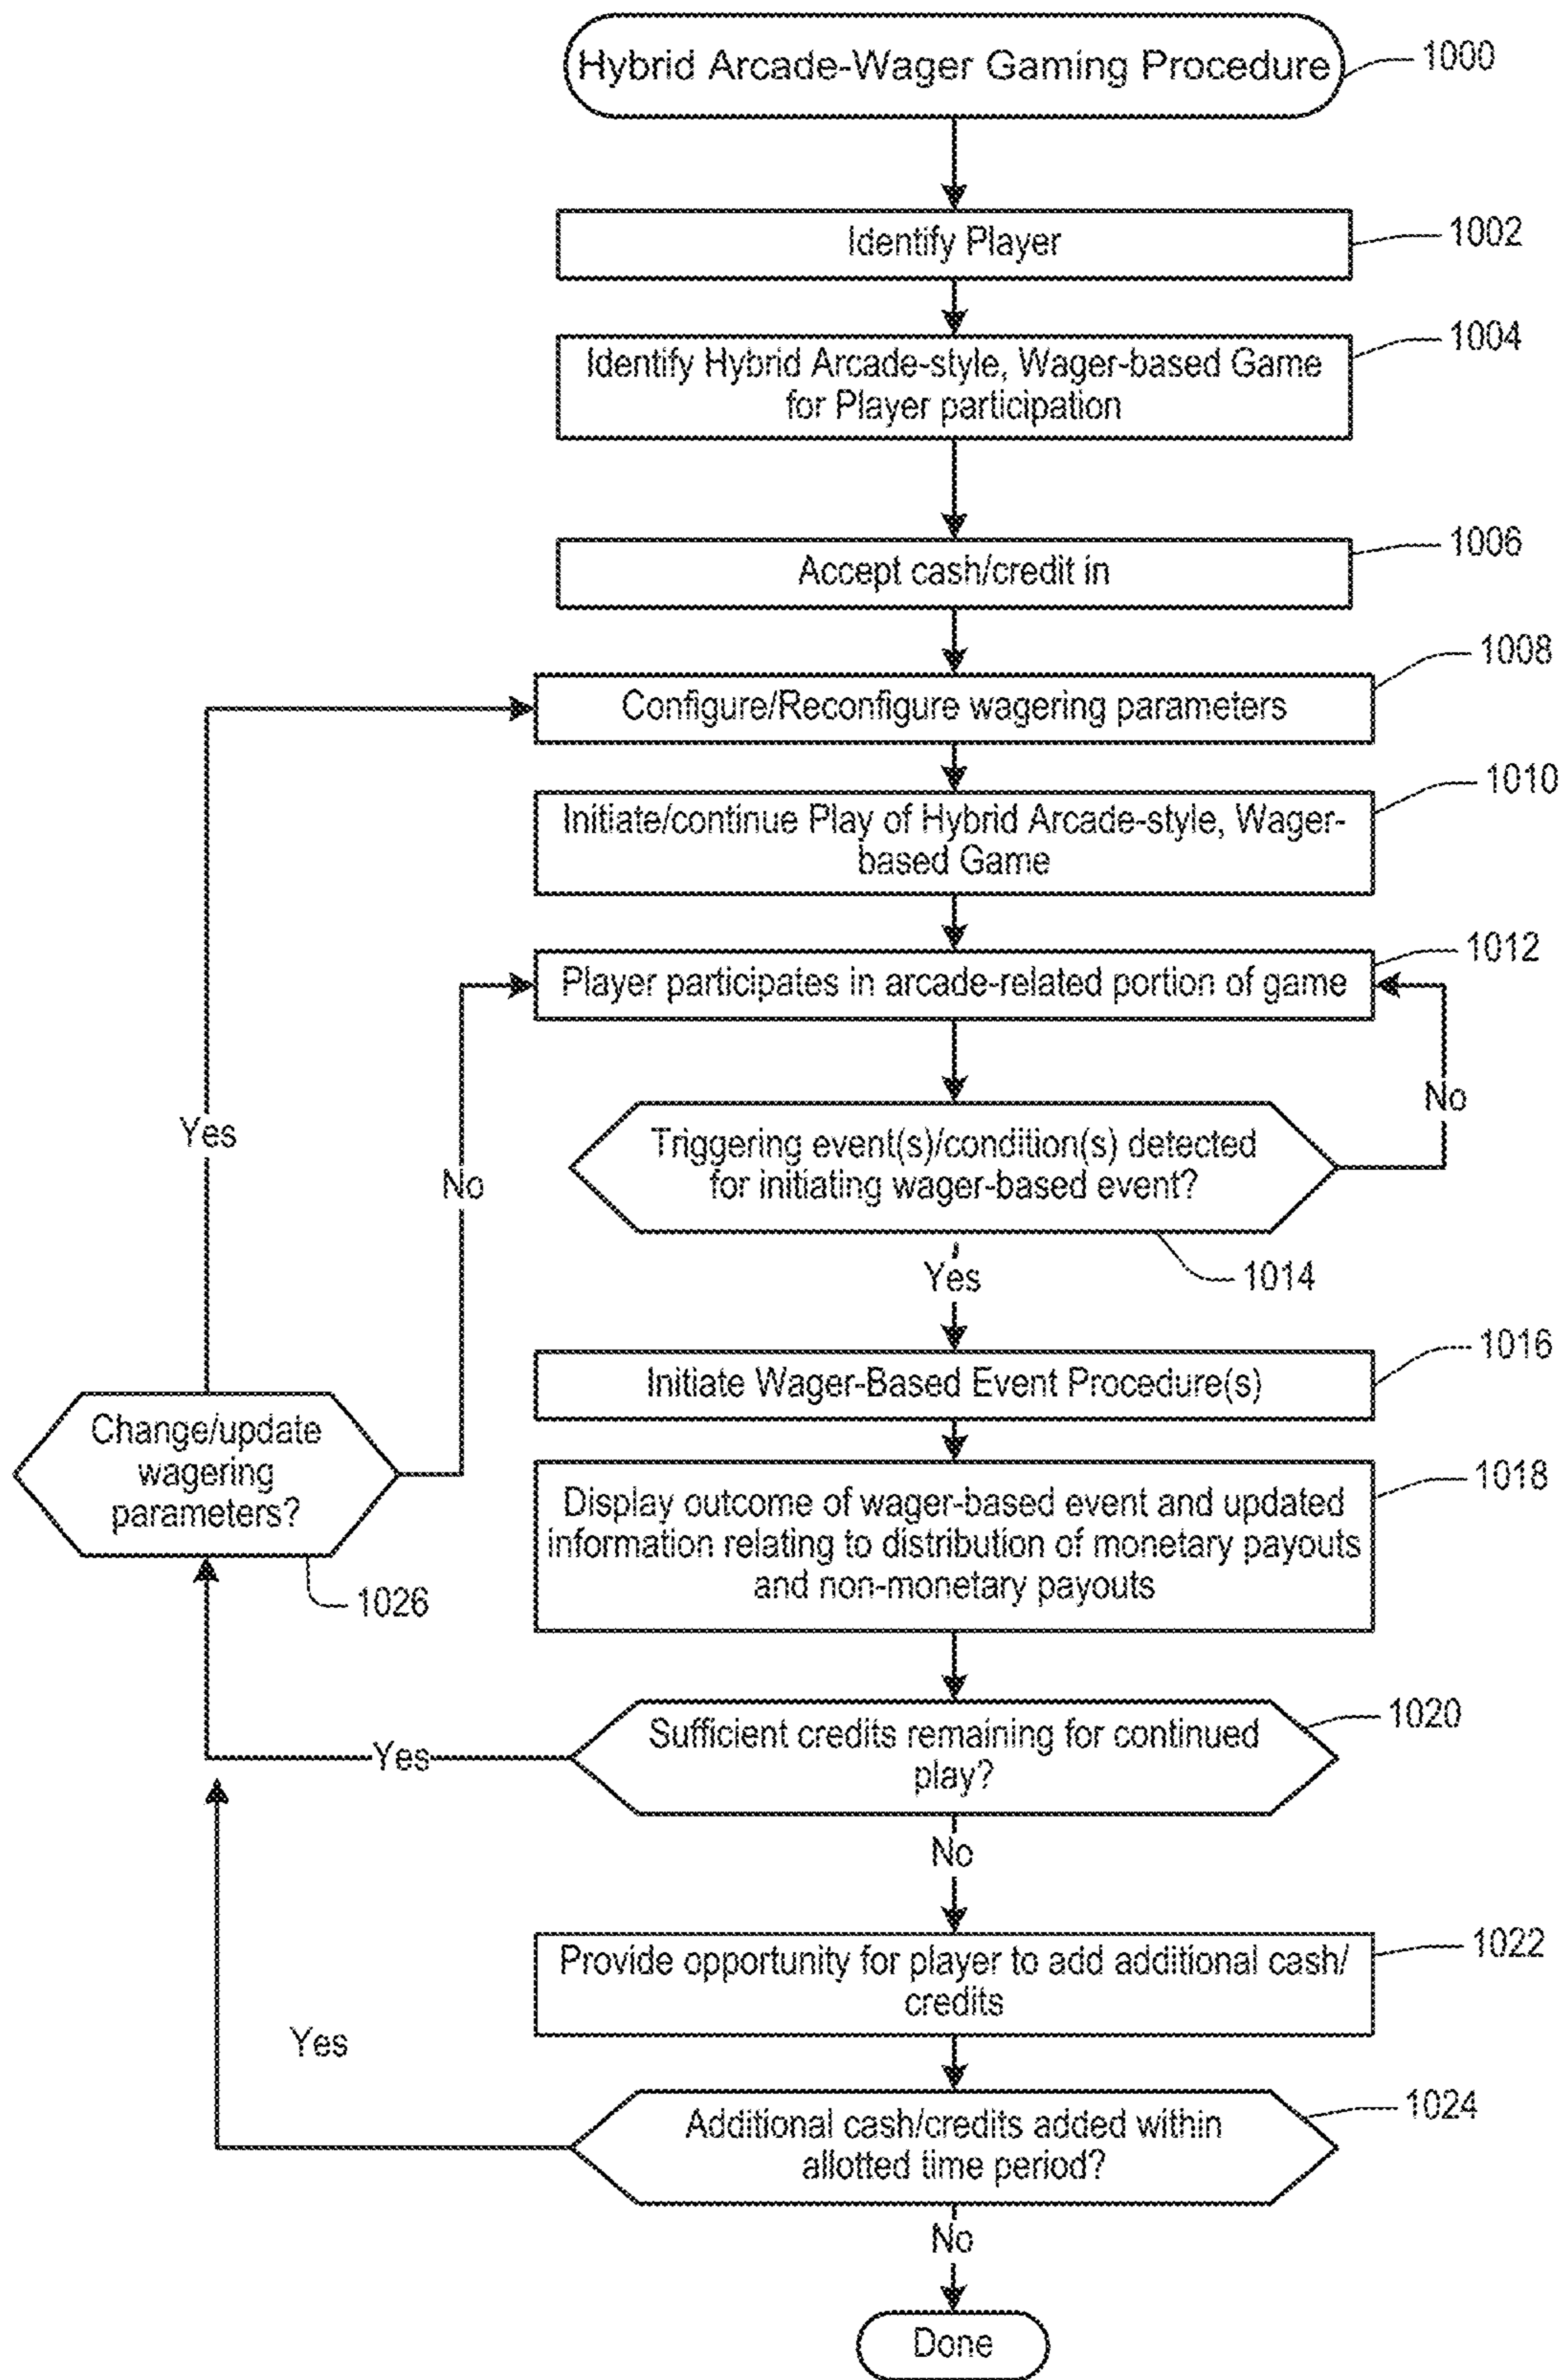 Hybrid Arcade-Wager Gaming Procedure
1000
Identify Player
1002
Identify Hybrid Arcade-style, Wager-based Game
for Player participation
1004
Accept cash/credit in
1006
Configure/Reconfigure wagering parameters
1008
Initiate/continue Play of Hybrid Arcade-style, Wager-
based Game
1010
Player participates in arcade-related portion of game
1012
Triggering event(s)/condition(s) detected
for initiating wager-based event?
1014
No
Yes
Yes
No
Initiate Wager-Based Event Procedure(s)
1016
Change/update
wagering
parameters?
1026
Display outcome of wager-based event and updated
information relating to distribution of monetary payouts
and non-monetary payouts
1018
Sufficient credits remaining for continued
play?
1020
Yes
No
Provide opportunity for player to add additional cash/
credits
1022
Yes
Additional cash/credits added within
allotted time period?
1024
No
Done